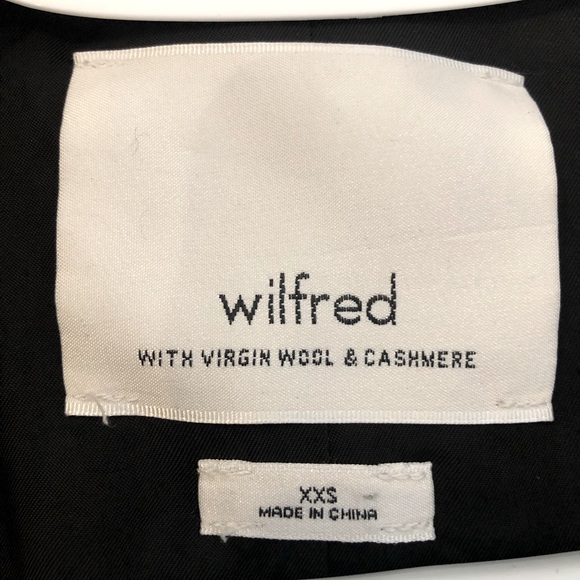 wilfred
WITH VIRGIN WOOL & CASHMERE
XXS
MADE IN CHINA